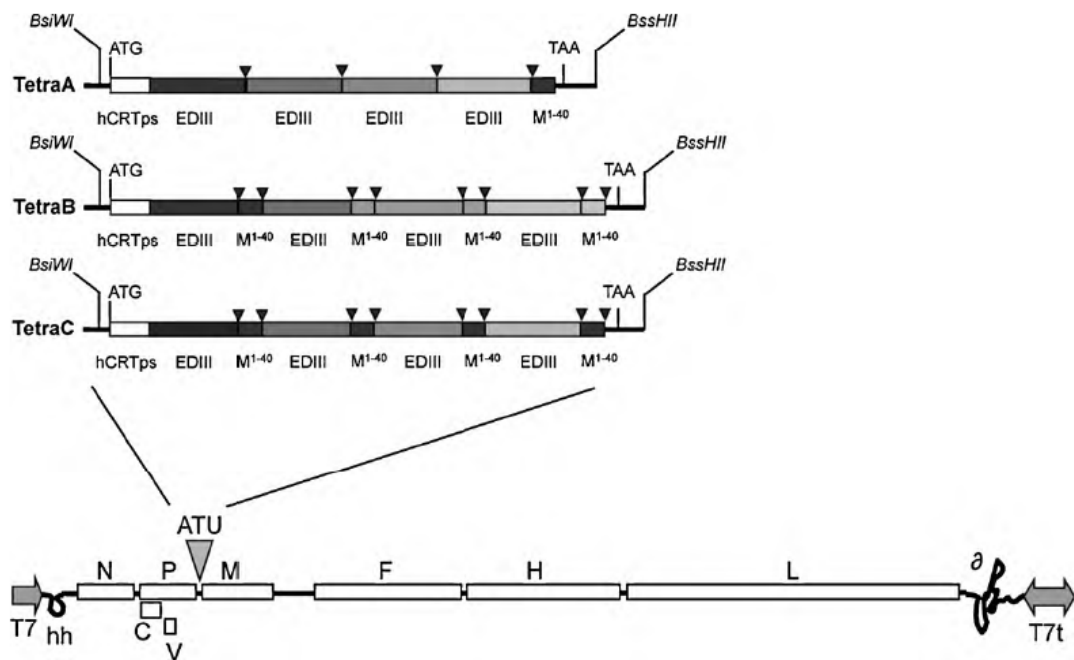 BsiWI BssHII
ATG TAA
TetraA
hCRTps EDIII EDIII EDIII EDIII M1-40
BsiWI BssHII
ATG TAA
TetraB
hCRTps EDIII M1-40 EDIII M1-40 EDIII M1-40 EDIII M1-40
BsiWI BssHII
ATG TAA
TetraC
hCRTps EDIII M1-40 EDIII M1-40 EDIII M1-40 EDIII M1-40
ATU
N P M F H L ∂
T7 hh C V T7t